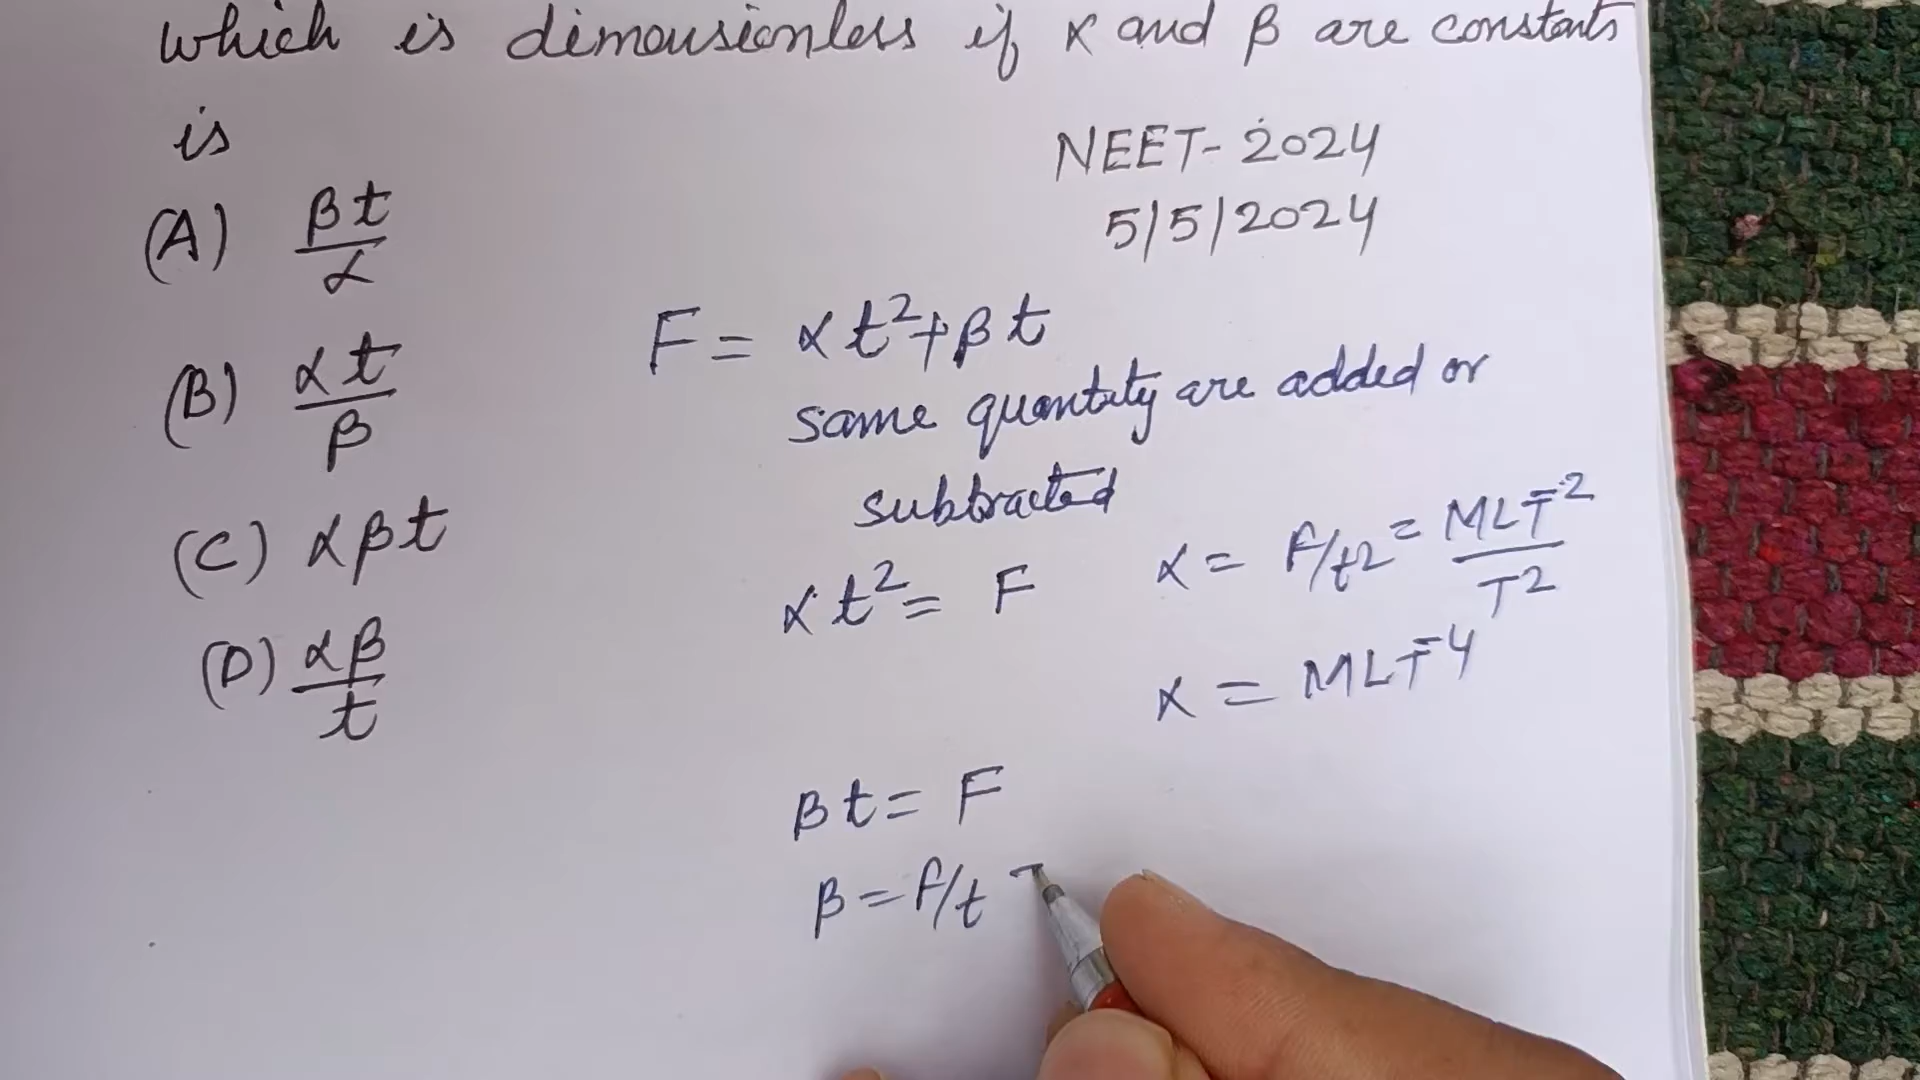 which is dimensionless if α and β are constants
is
NEET-2024
5/5/2024
(A) βt/α
(B) αt/β
(C) αβt
(D) αβ/t
F = αt²+βt
same quantity are added or
subtracted
αt² = F
α = F/t2 = MLT⁻²/T²
α = MLT⁻⁴
βt = F
β = F/t